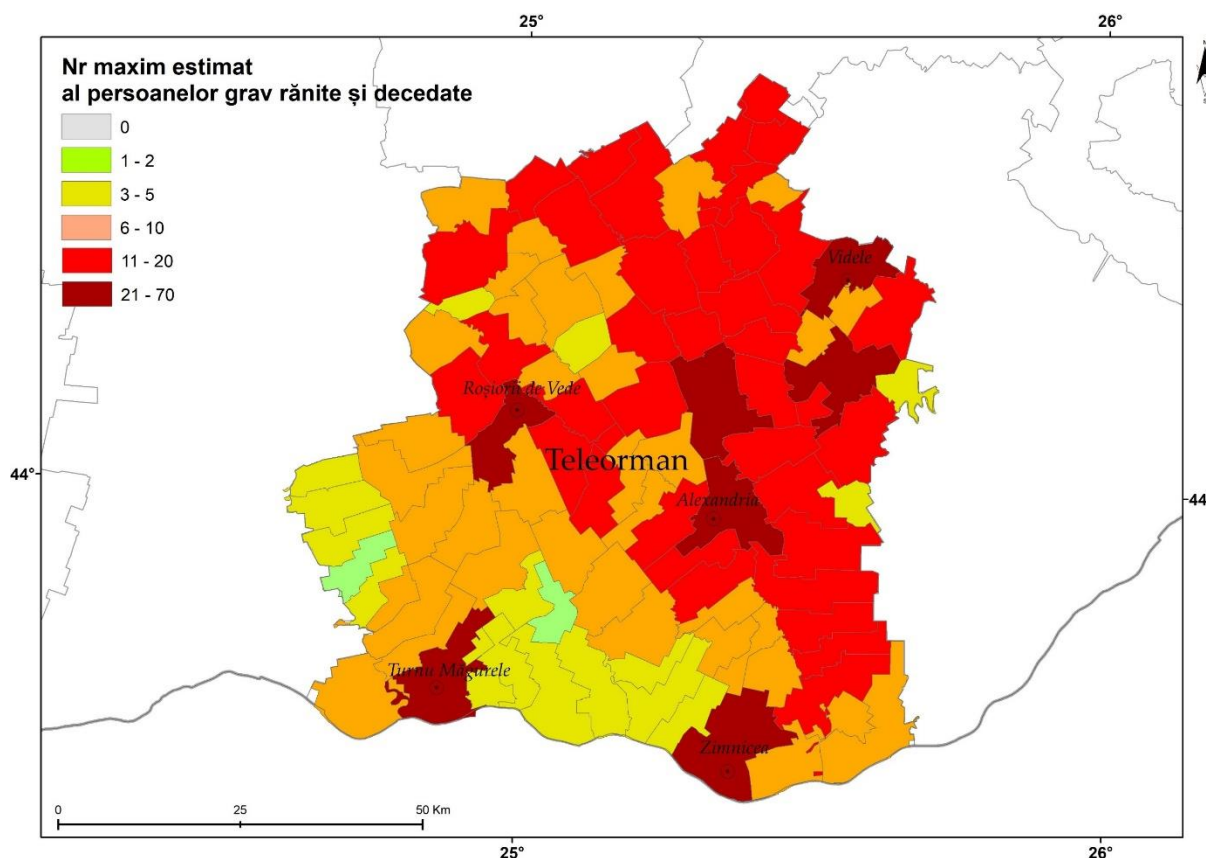 25°
26°
Nr maxim estimat
al persoanelor grav rănite și decedate
0
1 - 2
3 - 5
6 - 10
11 - 20
21 - 70
Videle
Roșiorii de Vede
Teleorman
44°
Alexandria
44
Turnu Măgurele
Zimnicea
0
25
50 Km
25°
26°